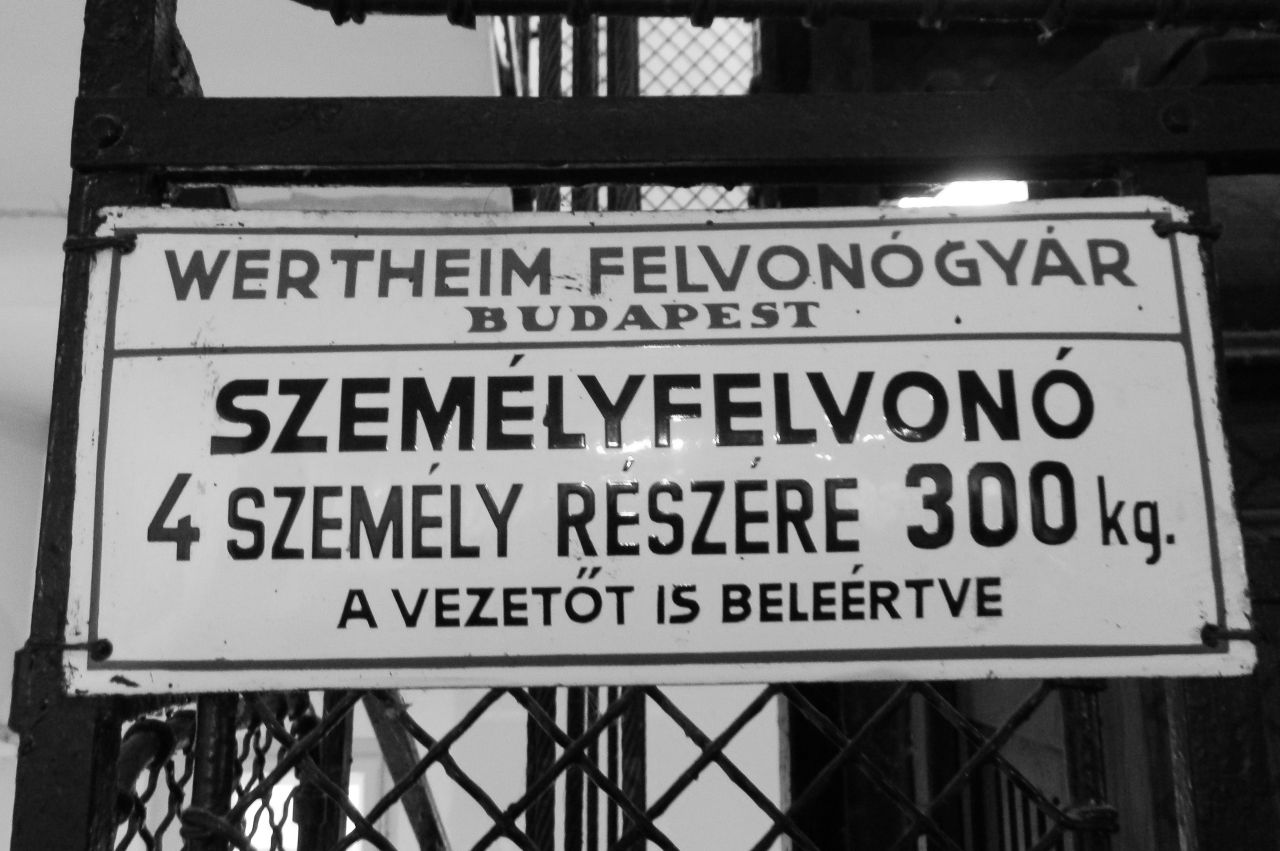 WERTHEIM FELVONÓGYÁR
BUDAPEST
SZEMÉLYFELVONÓ
4 SZEMÉLY RÉSZÉRE 300 kg.
A VEZETŐT IS BELEÉRTVE